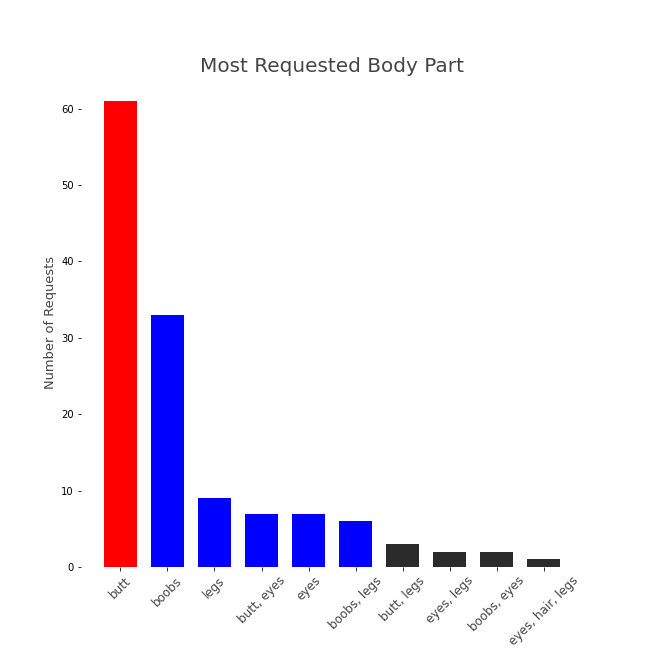 Most Requested Body Part
Number of Requests
60
50
40
30
20
10
0
butt
boobs
legs
butt, eyes
eyes
boobs, legs
butt, legs
eyes, legs
boobs, eyes
eyes, hair, legs